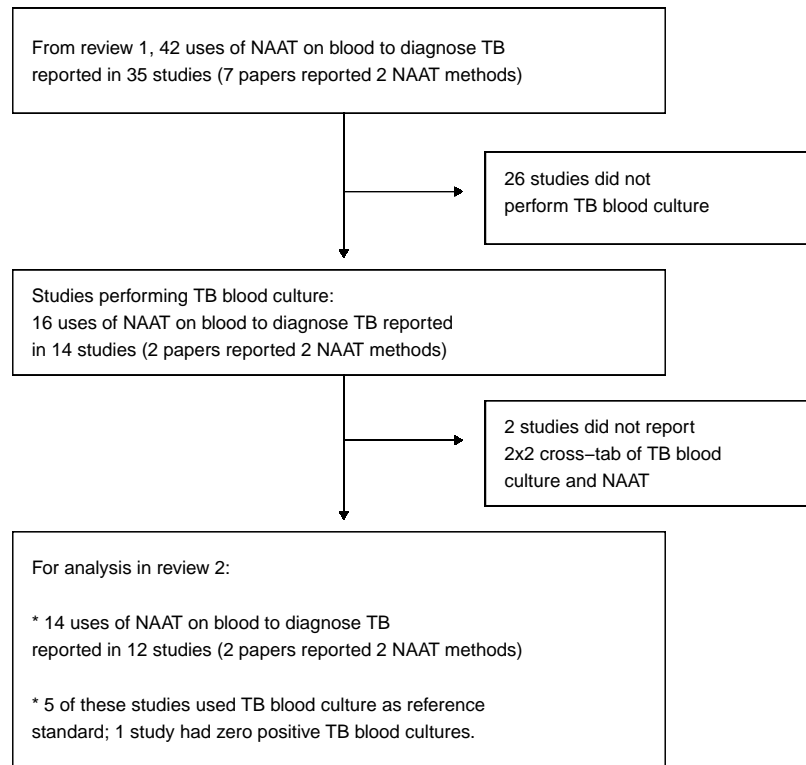 From review 1, 42 uses of NAAT on blood to diagnose TB
reported in 35 studies (7 papers reported 2 NAAT methods)
26 studies did not
perform TB blood culture
Studies performing TB blood culture:
16 uses of NAAT on blood to diagnose TB reported
in 14 studies (2 papers reported 2 NAAT methods)
2 studies did not report
2x2 cross−tab of TB blood
culture and NAAT
For analysis in review 2:
* 14 uses of NAAT on blood to diagnose TB
reported in 12 studies (2 papers reported 2 NAAT methods)
* 5 of these studies used TB blood culture as reference
standard; 1 study had zero positive TB blood cultures.